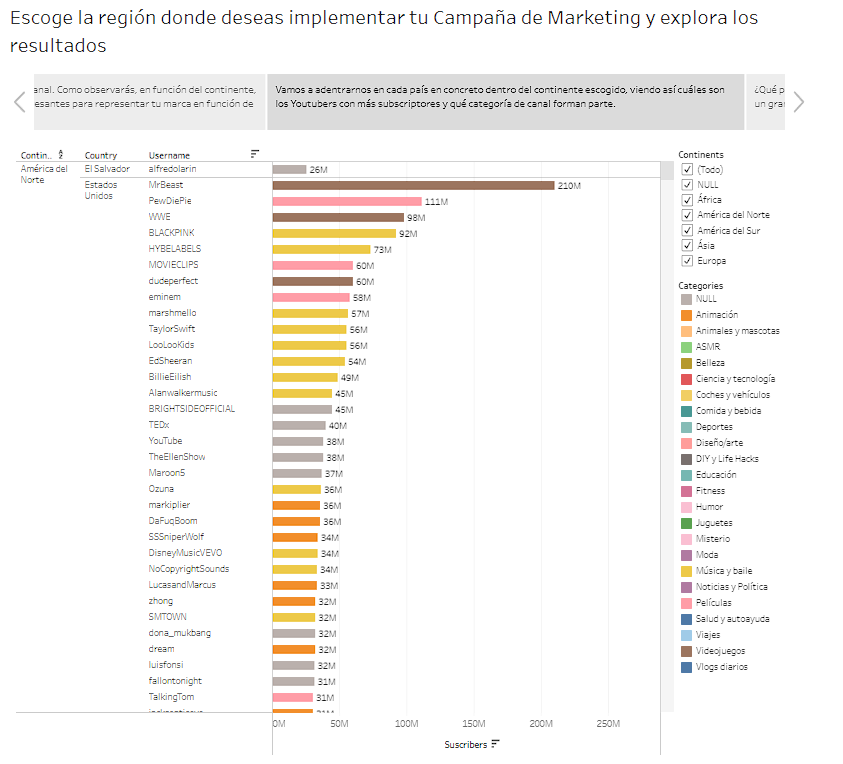 Escoge la región donde deseas implementar tu Campaña de Marketing y explora los
resultados
anal. Como observarás, en función del continente,
esantes para representar tu marca en función de
Vamos a adentrarnos en cada país en concreto dentro del continente escogido, viendo así cuáles son
los Youtubers con más subscriptores y qué categoría de canal forman parte.
¿Qué p
un gra
Contin.. Country Username
América del
Norte
El Salvador alfredolarin 26M
Estados
Unidos
MrBeast 210M
PewDiePie 111M
WWE 98M
BLACKPINK 92M
HYBELABELS 73M
MOVIECLIPS 60M
dudeperfect 60M
eminem 58M
marshmello 57M
TaylorSwift 56M
LooLooKids 56M
EdSheeran 54M
BillieEilish 49M
Alanwalkermusic 45M
BRIGHTSIDEOFFICIAL 45M
TEDx 40M
YouTube 38M
TheEllenShow 38M
Maroon5 37M
Ozuna 36M
markiplier 36M
DaFuqBoom 36M
SSSniperWolf 34M
DisneyMusicVEVO 34M
NoCopyrightSounds 34M
LucasandMarcus 33M
zhong 32M
SMTOWN 32M
dona_mukbang 32M
dream 32M
luisfonsi 32M
fallontonight 31M
TalkingTom 31M
0M 50M 100M 150M 200M 250M
Suscribers
Continents
(Todo)
NULL
África
América del Norte
América del Sur
Ásia
Europa
Categories
NULL
Animación
Animales y mascotas
ASMR
Belleza
Ciencia y tecnología
Coches y vehículos
Comida y bebida
Deportes
Diseño/arte
DIY y Life Hacks
Educación
Fitness
Humor
Juguetes
Misterio
Moda
Música y baile
Noticias y Política
Películas
Salud y autoayuda
Viajes
Videojuegos
Vlogs diarios